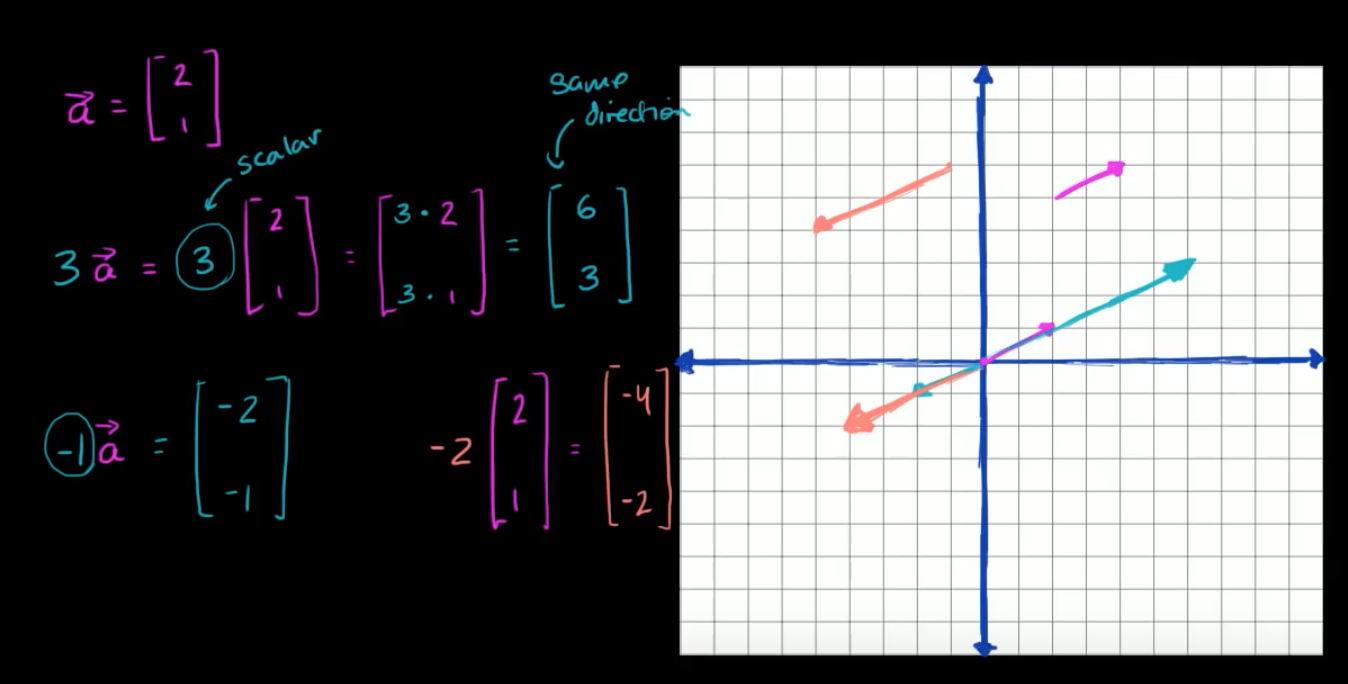 a⃗ = [2
1]
same
direction
scalar
3a⃗ = 3 [2
1] = [3·2
3·1] = [6
3]
-1a⃗ = [-2
-1]
-2 [2
1] = [-4
-2]